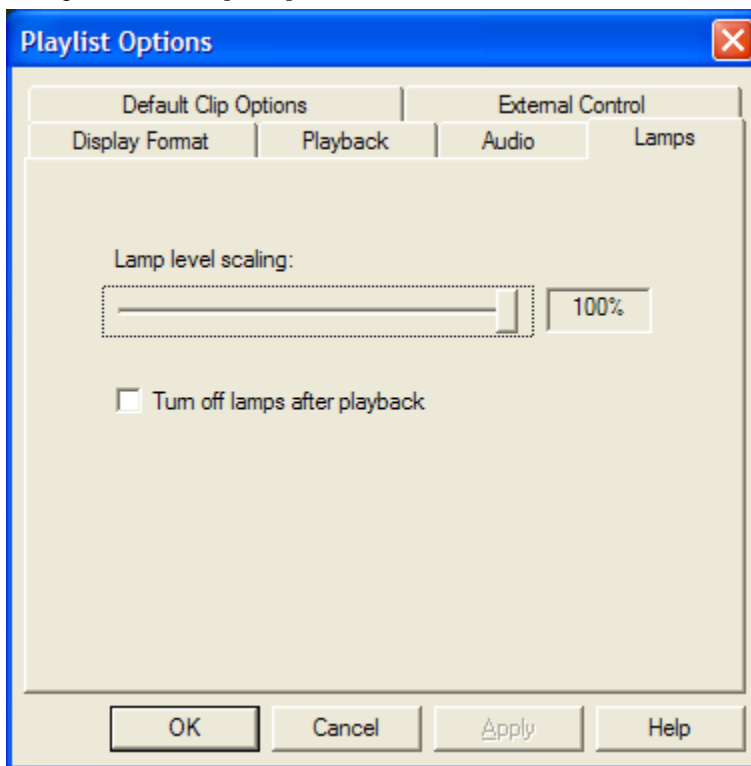 Playlist Options
Default Clip Options External Control
Display Format Playback Audio Lamps
Lamp level scaling:
100%
Turn off lamps after playback
OK Cancel Apply Help